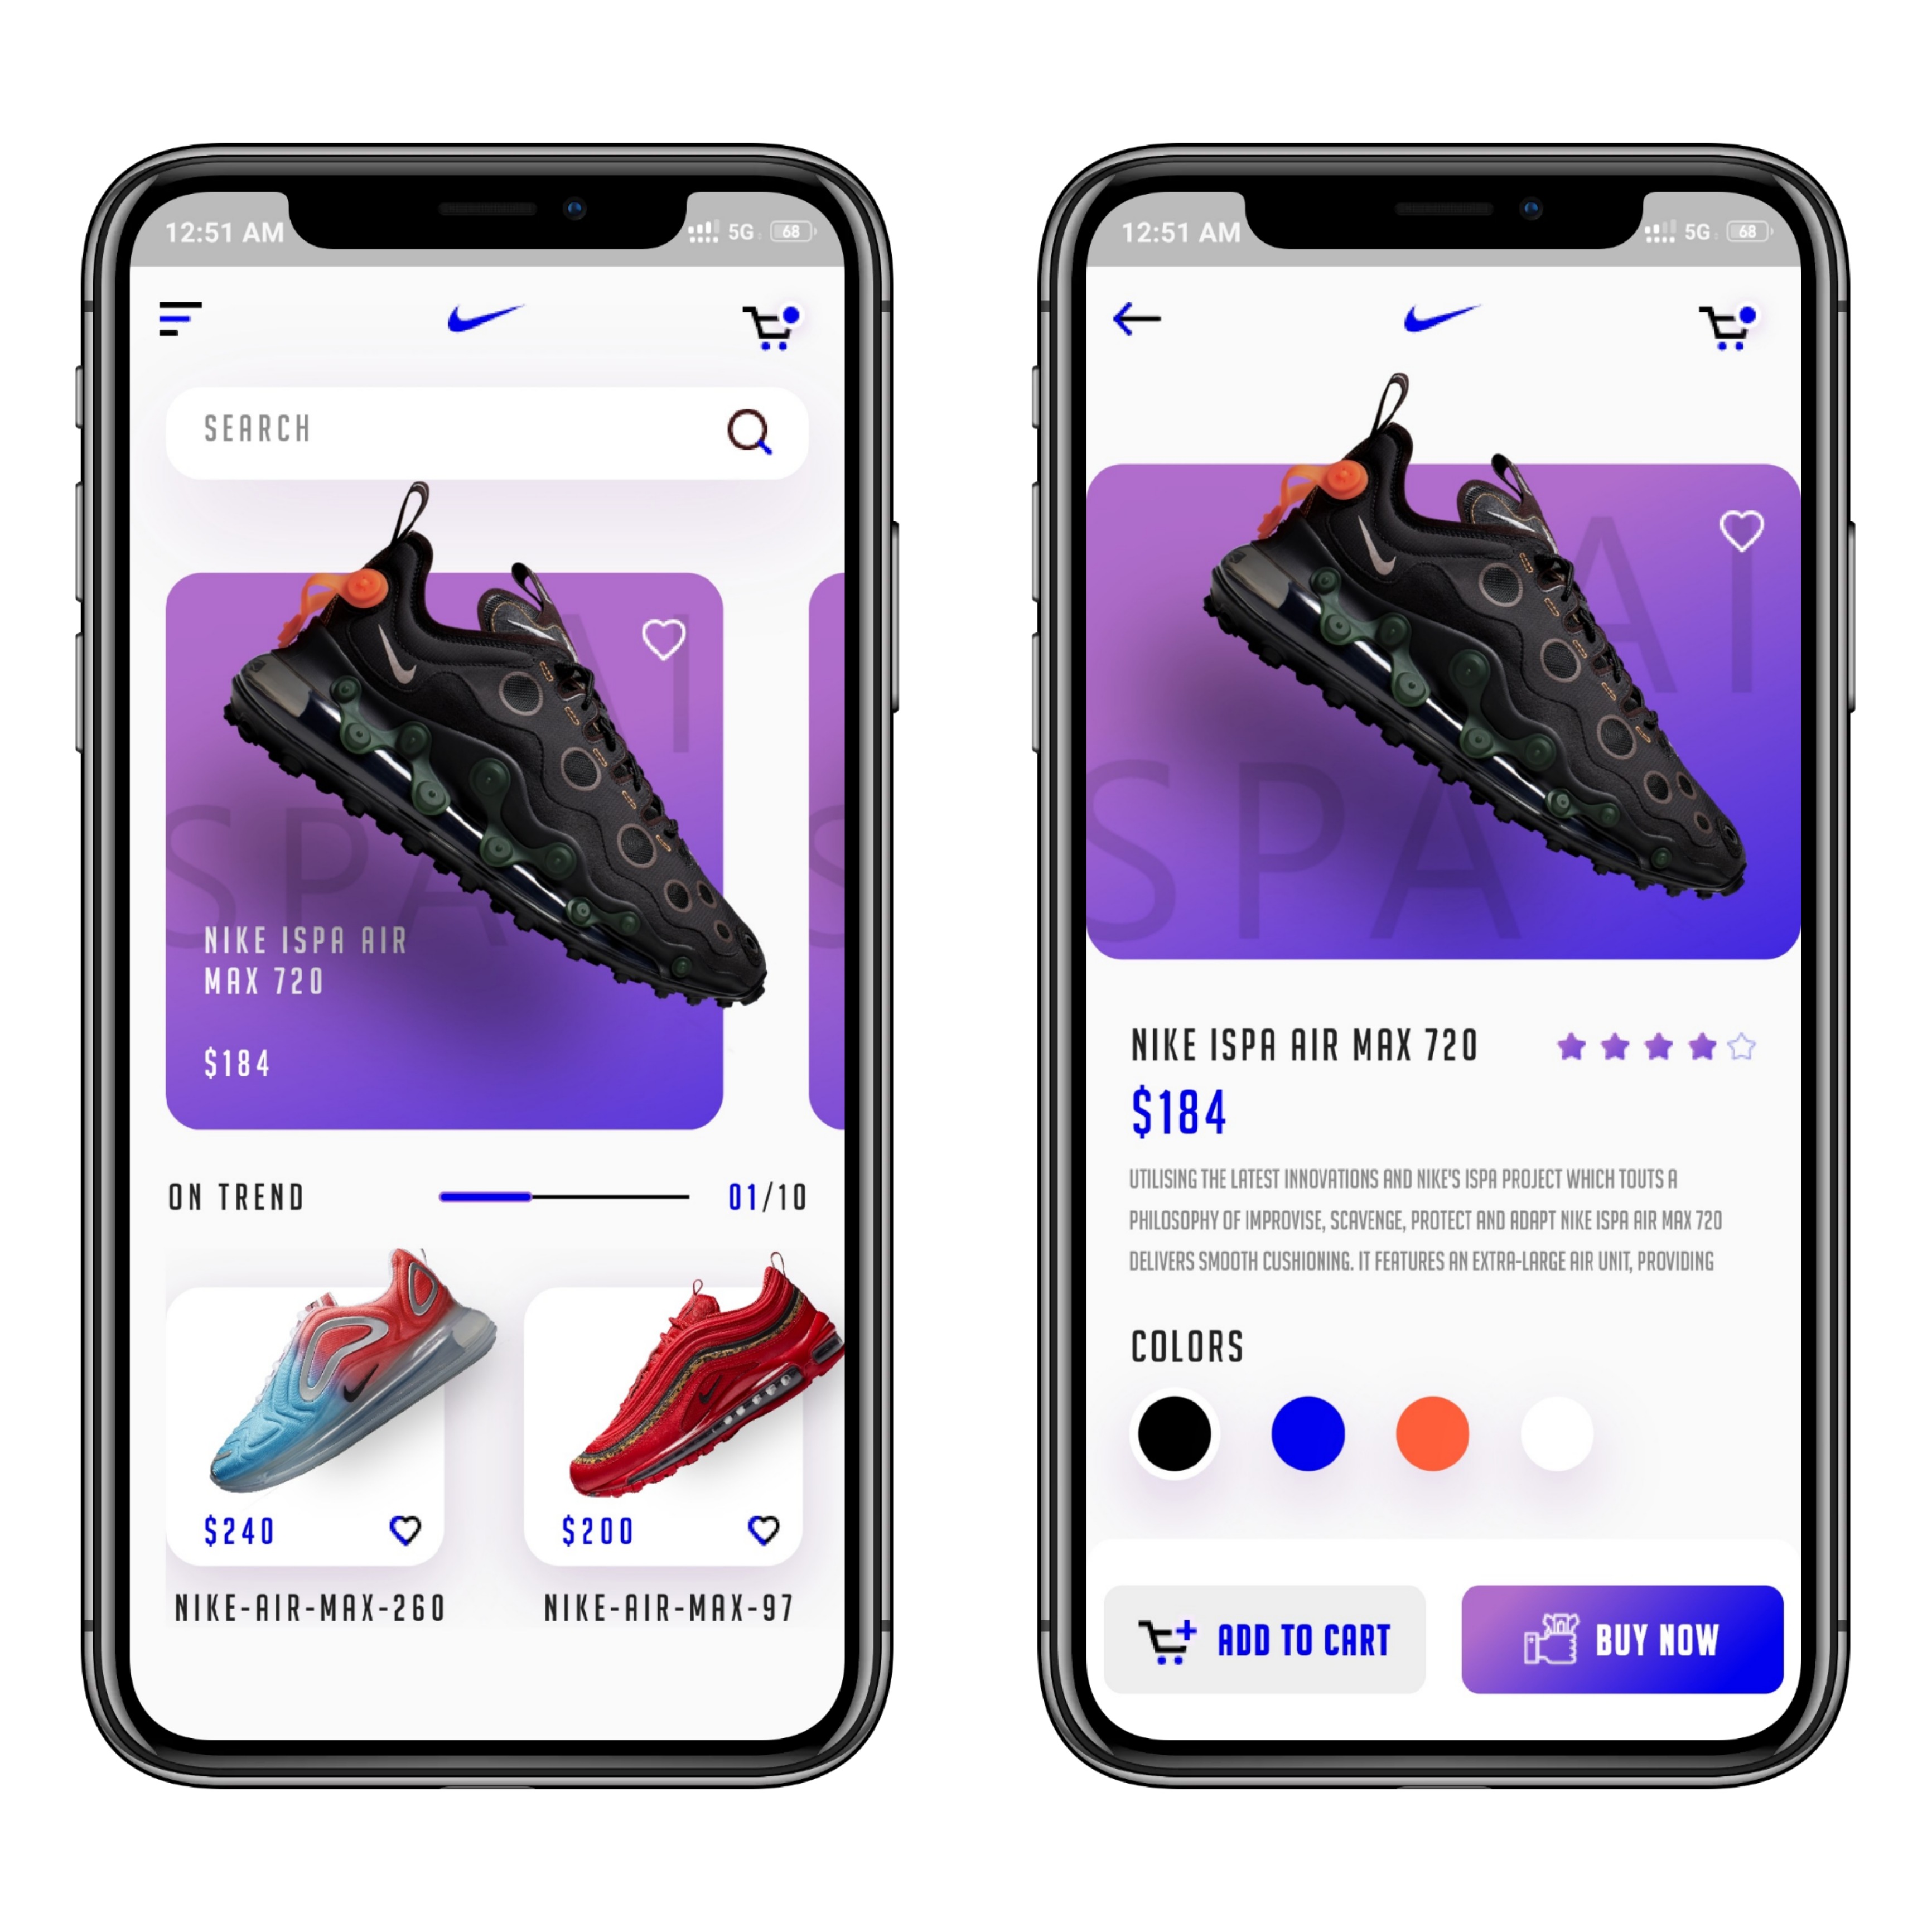 12:51 AM
5G
68
SEARCH
AI
SPA
NIKE ISPA AIR
MAX 720
$184
ON TREND
01/10
$240
$200
NIKE-AIR-MAX-260
NIKE-AIR-MAX-97
12:51 AM
5G
68
AI
SPA
NIKE ISPA AIR MAX 720
$184
UTILISING THE LATEST INNOVATIONS AND NIKE'S ISPA PROJECT WHICH TOUTS A
PHILOSOPHY OF IMPROVISE, SCAVENGE, PROTECT AND ADAPT NIKE ISPA AIR MAX 720
DELIVERS SMOOTH CUSHIONING. IT FEATURES AN EXTRA-LARGE AIR UNIT, PROVIDING
COLORS
ADD TO CART
BUY NOW